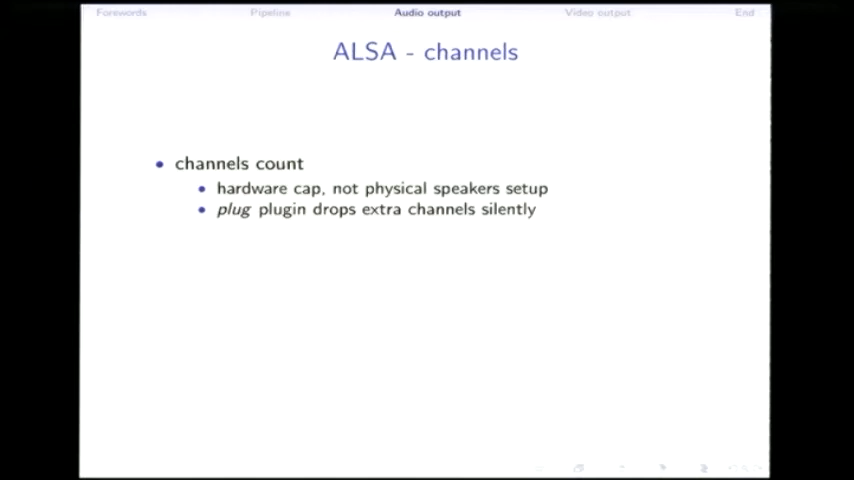 Forewords Pipeline Audio output Video output End
ALSA - channels
channels count
hardware cap, not physical speakers setup
plug plugin drops extra channels silently